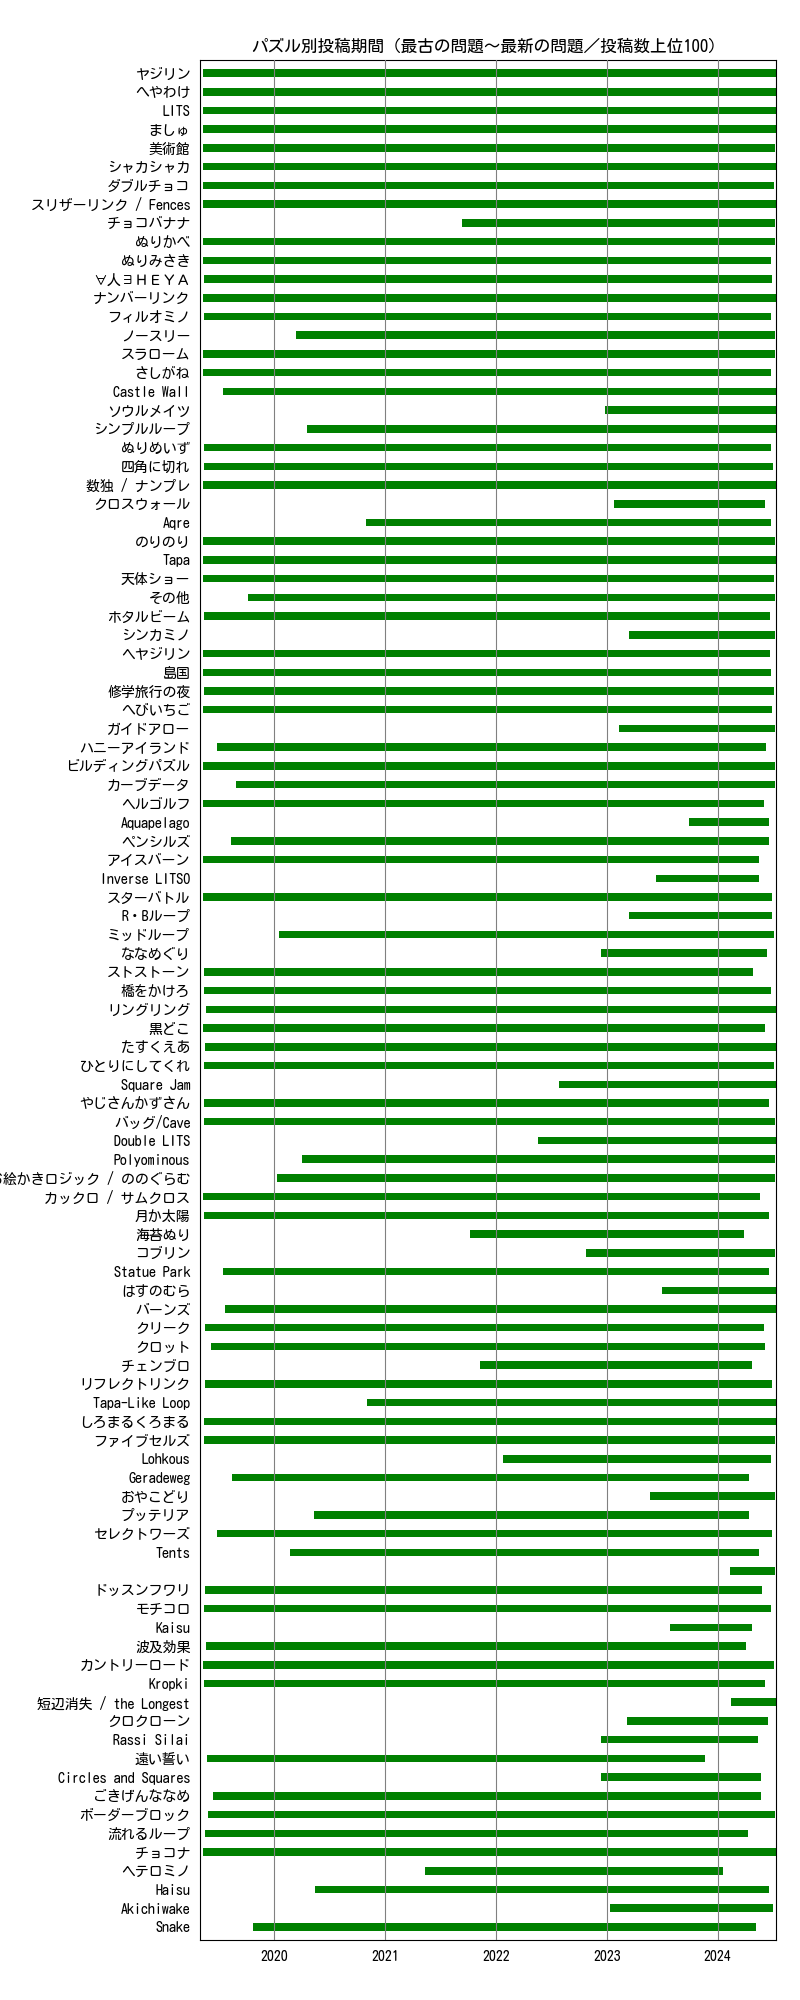 パズル別投稿期間（最古の問題～最新の問題／投稿数上位100）
ヤジリン
へやわけ
LITS
ましゅ
美術館
シャカシャカ
ダブルチョコ
スリザーリンク / Fences
チョコバナナ
ぬりかべ
ぬりみさき
∀人∃ＨＥＹＡ
ナンバーリンク
フィルオミノ
ノースリー
スラローム
さしがね
Castle Wall
ソウルメイツ
シンプルループ
ぬりめいず
四角に切れ
数独 / ナンプレ
クロスウォール
Aqre
のりのり
Tapa
天体ショー
その他
ホタルビーム
シンカミノ
ヘヤジリン
島国
修学旅行の夜
へびいちご
ガイドアロー
ハニーアイランド
ビルディングパズル
カーブデータ
ヘルゴルフ
Aquapelago
ペンシルズ
アイスバーン
Inverse LITSO
スターバトル
R・Bループ
ミッドループ
ななめぐり
ストストーン
橋をかけろ
リングリング
黒どこ
たすくえあ
ひとりにしてくれ
Square Jam
やじさんかずさん
バッグ/Cave
Double LITS
Polyominous
絵かきロジック / ののぐらむ
カックロ / サムクロス
月か太陽
海苔ぬり
コブリン
Statue Park
はすのむら
バーンズ
クリーク
クロット
チェンブロ
リフレクトリンク
Tapa-Like Loop
しろまるくろまる
ファイブセルズ
Lohkous
Geradeweg
おやこどり
プッテリア
セレクトワーズ
Tents
ドッスンフワリ
モチコロ
Kaisu
波及効果
カントリーロード
Kropki
短辺消失 / the Longest
クロクローン
Rassi Silai
遠い誓い
Circles and Squares
ごきげんななめ
ボーダーブロック
流れるループ
チョコナ
ヘテロミノ
Haisu
Akichiwake
Snake
2020 2021 2022 2023 2024